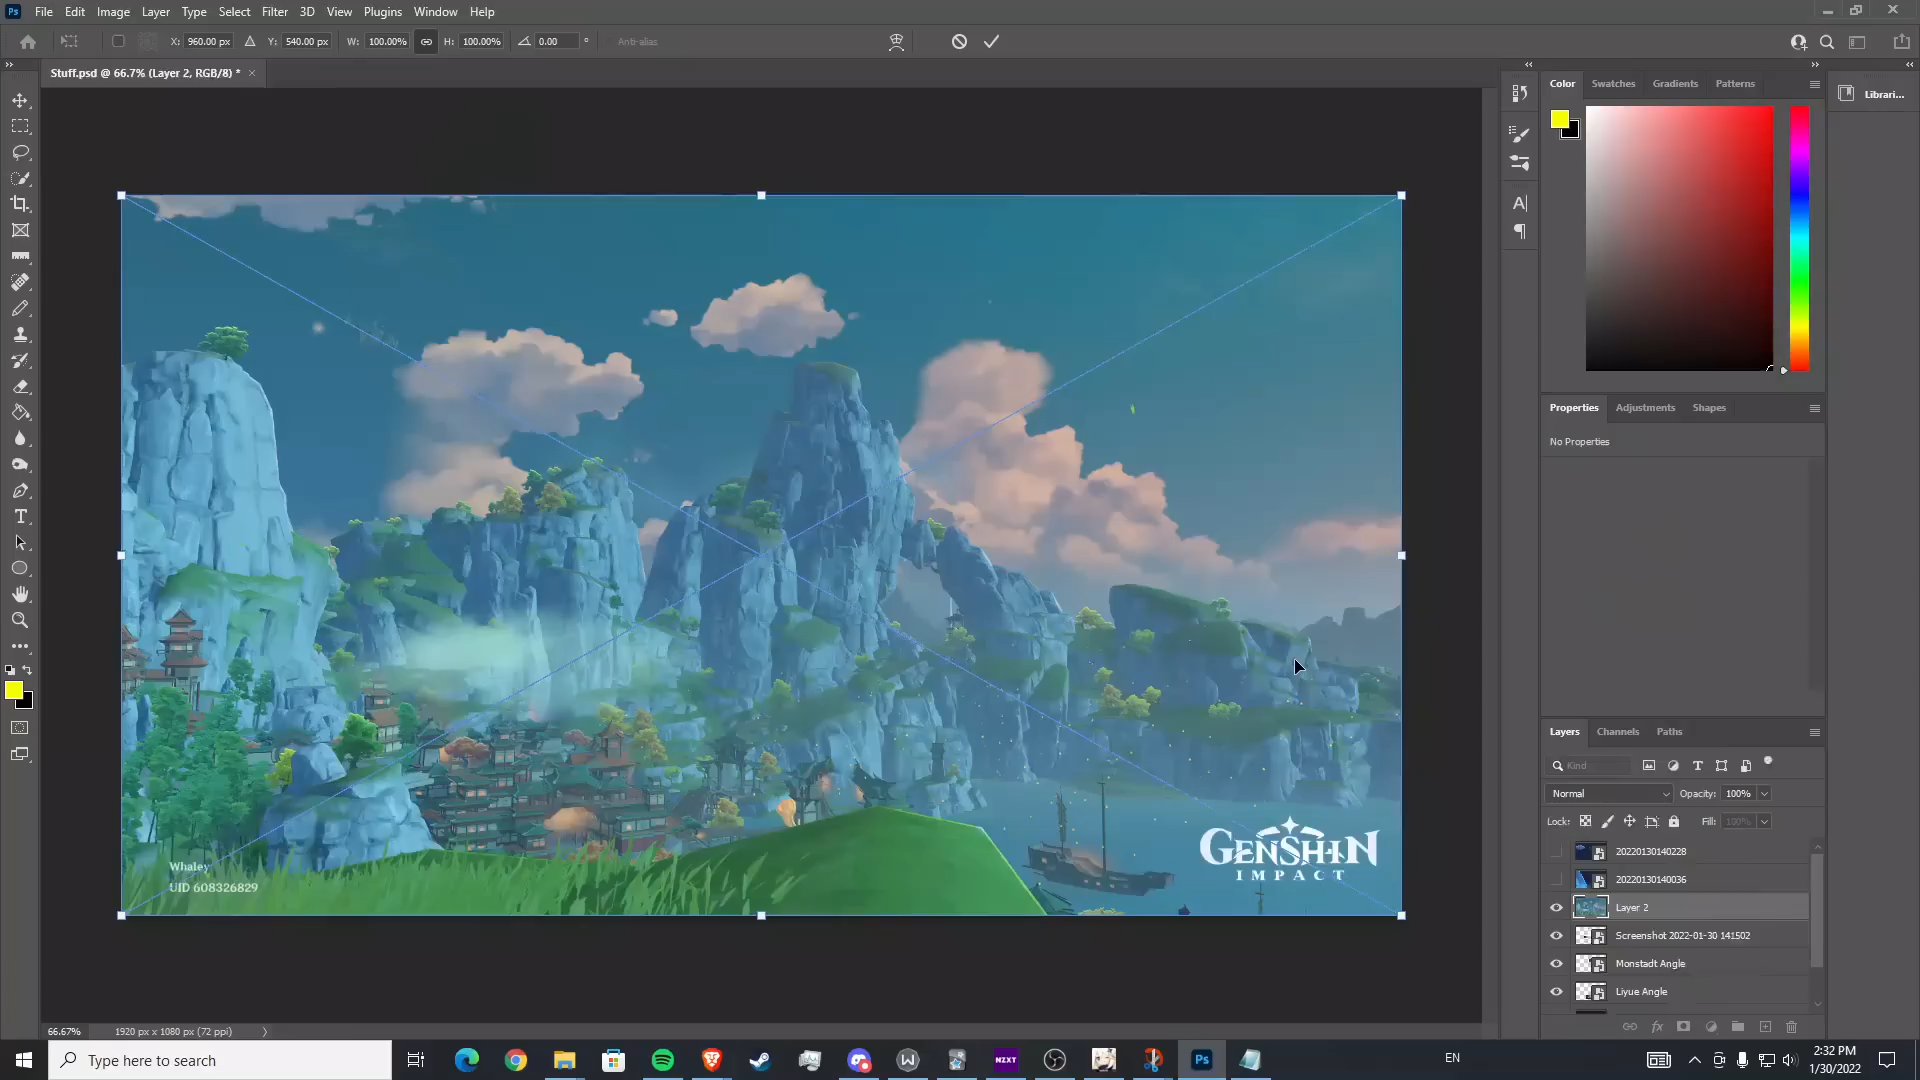 Ps File Edit Image Layer Type Select Filter 3D View Plugins Window Help
X: 960.00 px Y: 540.00 px W: 100.00% H: 100.00% 0.00 ° Anti-alias
Stuff.psd @ 66.7% (Layer 2, RGB/8) * ×
Color Swatches Gradients Patterns
Librari...
Properties Adjustments Shapes
No Properties
Whaley
UID 608326829
GENSHIN
IMPACT
Layers Channels Paths
Kind
Normal Opacity: 100%
Lock: Fill: 100%
20220130140228
20220130140036
Layer 2
Screenshot 2022-01-30 141502
Monstadt Angle
Liyue Angle
66.67% 1920 px x 1080 px (72 ppi)
Type here to search
NZXT
Ps
EN
2:32 PM
1/30/2022